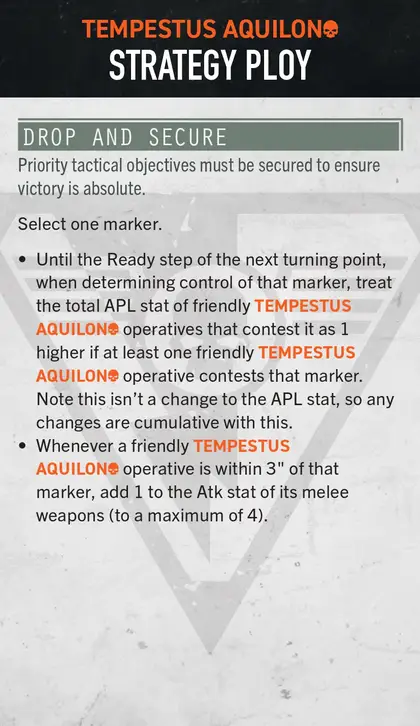 TEMPESTUS AQUILON
STRATEGY PLOY
DROP AND SECURE
Priority tactical objectives must be secured to ensure
victory is absolute.
Select one marker.
• Until the Ready step of the next turning point,
when determining control of that marker, treat
the total APL stat of friendly TEMPESTUS
AQUILON operatives that contest it as 1
higher if at least one friendly TEMPESTUS
AQUILON operative contests that marker.
Note this isn’t a change to the APL stat, so any
changes are cumulative with this.
• Whenever a friendly TEMPESTUS
AQUILON operative is within 3" of that
marker, add 1 to the Atk stat of its melee
weapons (to a maximum of 4).